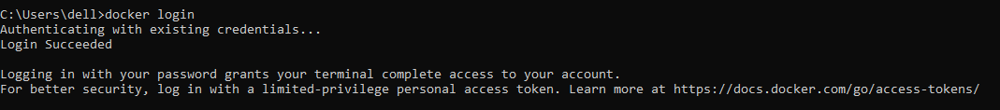 C:\Users\dell>docker login
Authenticating with existing credentials...
Login Succeeded
Logging in with your password grants your terminal complete access to your account.
For better security, log in with a limited-privilege personal access token. Learn more at https://docs.docker.com/go/access-tokens/